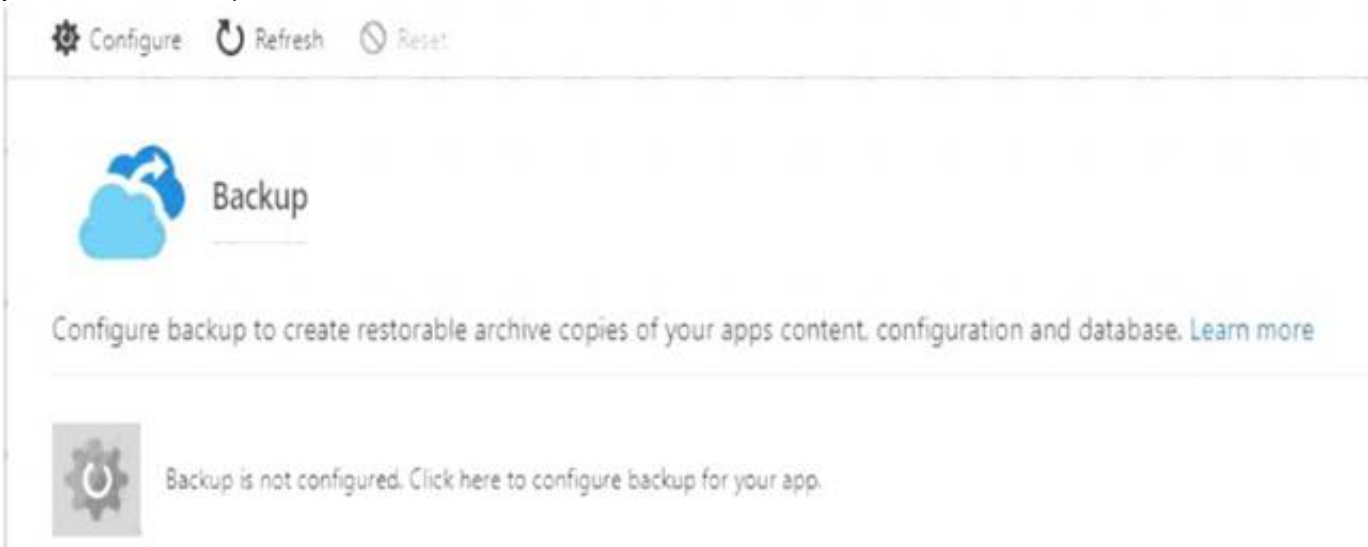 Configure Refresh Reset
Backup
Configure backup to create restorable archive copies of your apps content. configuration and database. Learn more
Backup is not configured. Click here to configure backup for your app.